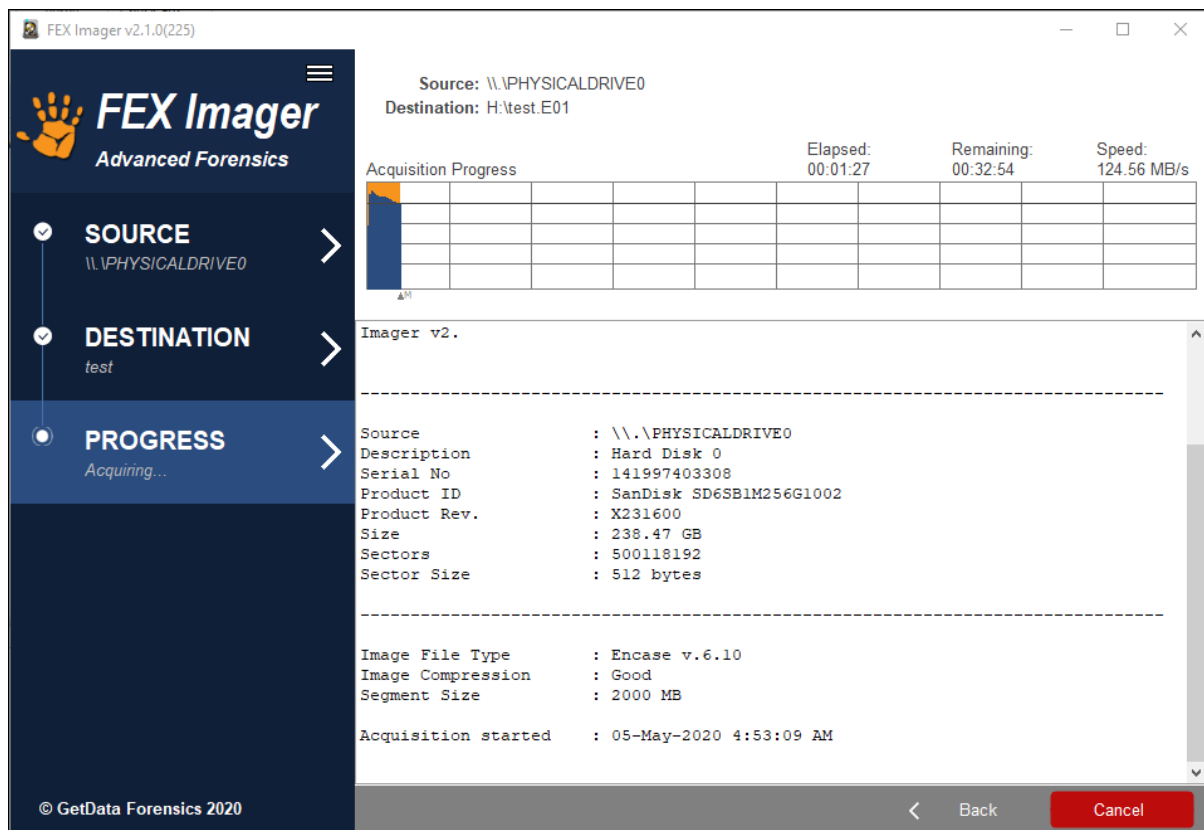 FEX Imager v2.1.0(225)
FEX Imager
Advanced Forensics
SOURCE
\\.\PHYSICALDRIVE0
DESTINATION
test
PROGRESS
Acquiring...
© GetData Forensics 2020
Source: \\.\PHYSICALDRIVE0
Destination: H:\test.E01
Acquisition Progress
Elapsed: Remaining: Speed:
00:01:27 00:32:54 124.56 MB/s
M
Imager v2.
--------------------------------------------------------------------------------
Source : \\.\PHYSICALDRIVE0
Description : Hard Disk 0
Serial No : 141997403308
Product ID : SanDisk SD6SB1M256G1002
Product Rev. : X231600
Size : 238.47 GB
Sectors : 500118192
Sector Size : 512 bytes
--------------------------------------------------------------------------------
Image File Type : Encase v.6.10
Image Compression : Good
Segment Size : 2000 MB
Acquisition started : 05-May-2020 4:53:09 AM
Back
Cancel